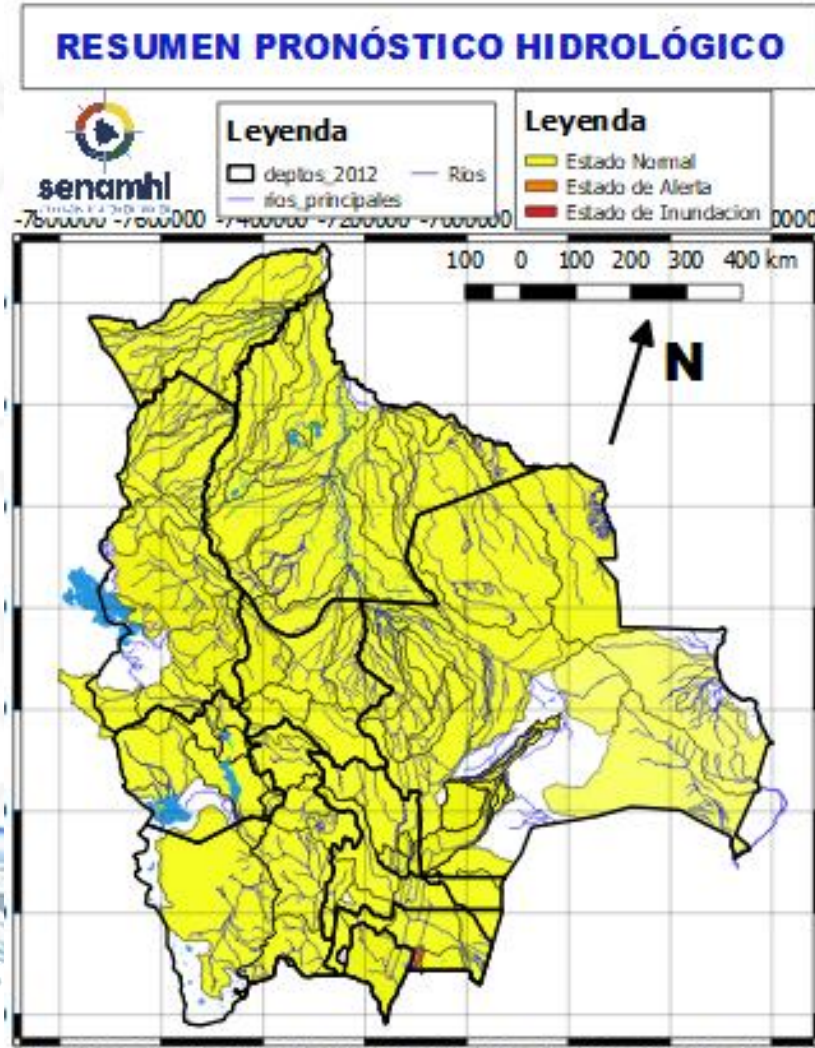 RESUMEN PRONÓSTICO HIDROLÓGICO
senamhi
Leyenda
deptos_2012
Rios
rios_principales
Leyenda
Estado Normal
Estado de Alerta
Estado de Inundacion
-7600000 -7400000 -7200000 -7000000
100 0 100 200 300 400 km
N